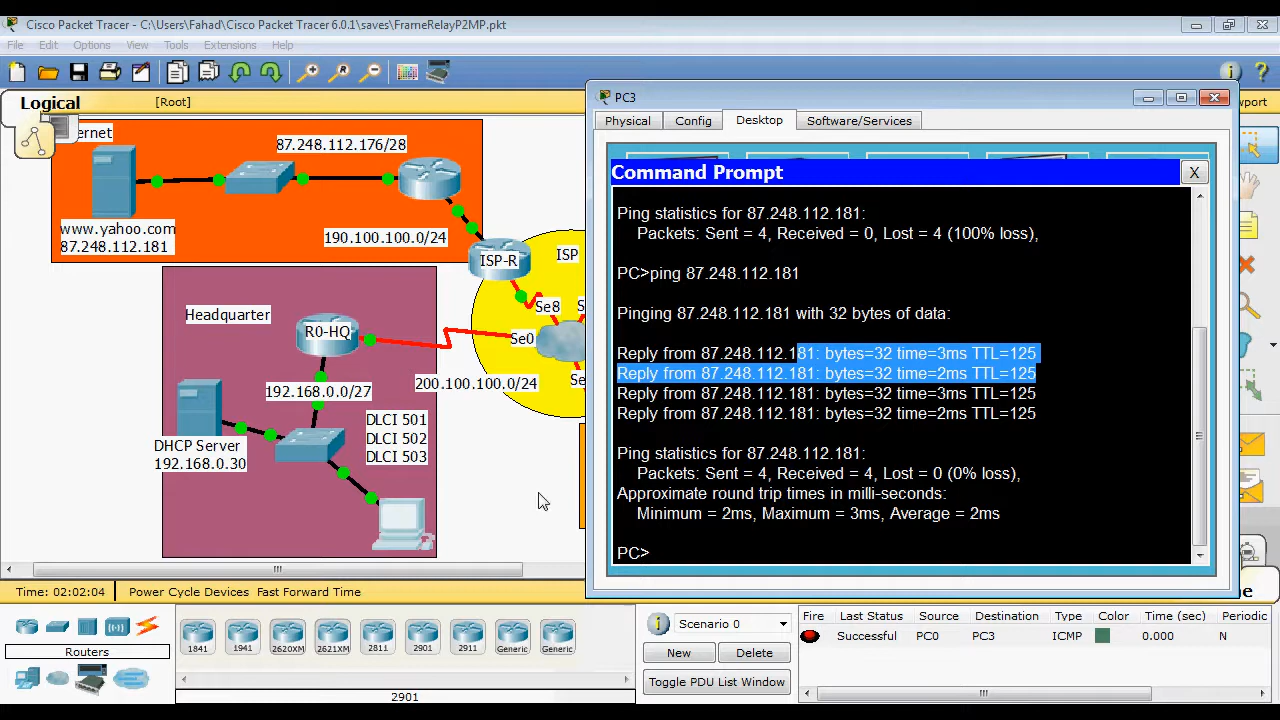 Cisco Packet Tracer - C:\Users\Fahad\Cisco Packet Tracer 6.0.1\saves\FrameRelayP2MP.pkt
File Edit Options View Tools Extensions Help
Logical
[Root]
ernet
87.248.112.176/28
www.yahoo.com
87.248.112.181
190.100.100.0/24
ISP-R
ISP
Headquarter
Se8
R0-HQ
Se0
192.168.0.0/27
200.100.100.0/24
DLCI 501
DLCI 502
DLCI 503
DHCP Server
192.168.0.30
PC3
Physical Config Desktop Software/Services
Command Prompt
X
Ping statistics for 87.248.112.181:
Packets: Sent = 4, Received = 0, Lost = 4 (100% loss),
PC>ping 87.248.112.181
Pinging 87.248.112.181 with 32 bytes of data:
Reply from 87.248.112.181: bytes=32 time=3ms TTL=125
Reply from 87.248.112.181: bytes=32 time=2ms TTL=125
Reply from 87.248.112.181: bytes=32 time=3ms TTL=125
Reply from 87.248.112.181: bytes=32 time=2ms TTL=125
Ping statistics for 87.248.112.181:
Packets: Sent = 4, Received = 4, Lost = 0 (0% loss),
Approximate round trip times in milli-seconds:
Minimum = 2ms, Maximum = 3ms, Average = 2ms
PC>
wport
Time: 02:02:04
Power Cycle Devices Fast Forward Time
Routers
1841 1941 2620XM 2621XM 2811 2901 2911 Generic Generic
2901
Scenario 0
New Delete
Toggle PDU List Window
Fire Last Status Source Destination Type Color Time (sec) Periodic
Successful PC0 PC3 ICMP 0.000 N